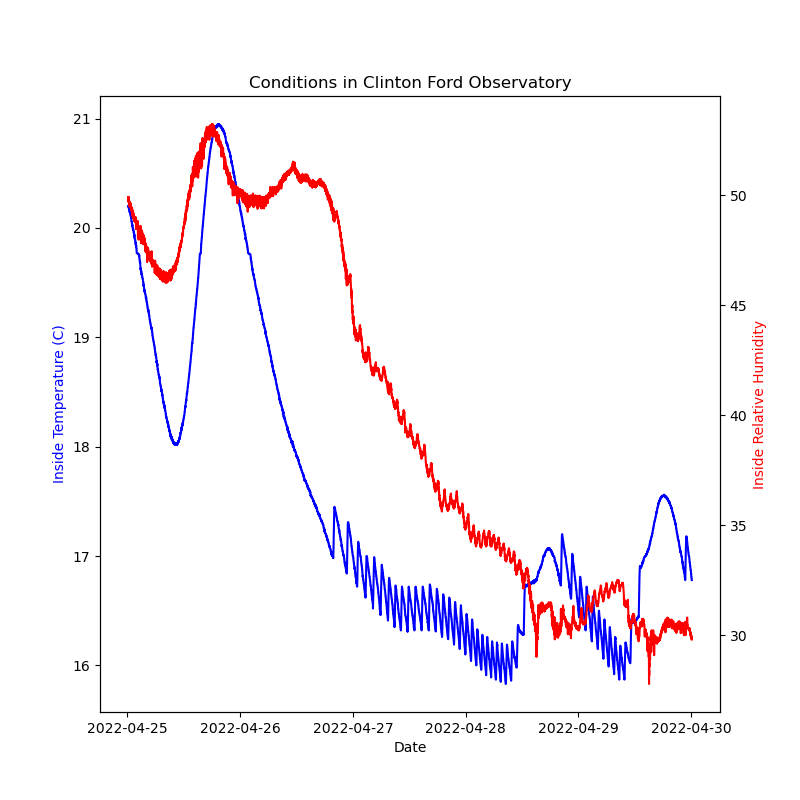 Conditions in Clinton Ford Observatory
Inside Temperature (C)
21
20
19
18
17
16
50
45
40
35
30
Inside Relative Humidity
2022-04-25 2022-04-26 2022-04-27 2022-04-28 2022-04-29 2022-04-30
Date